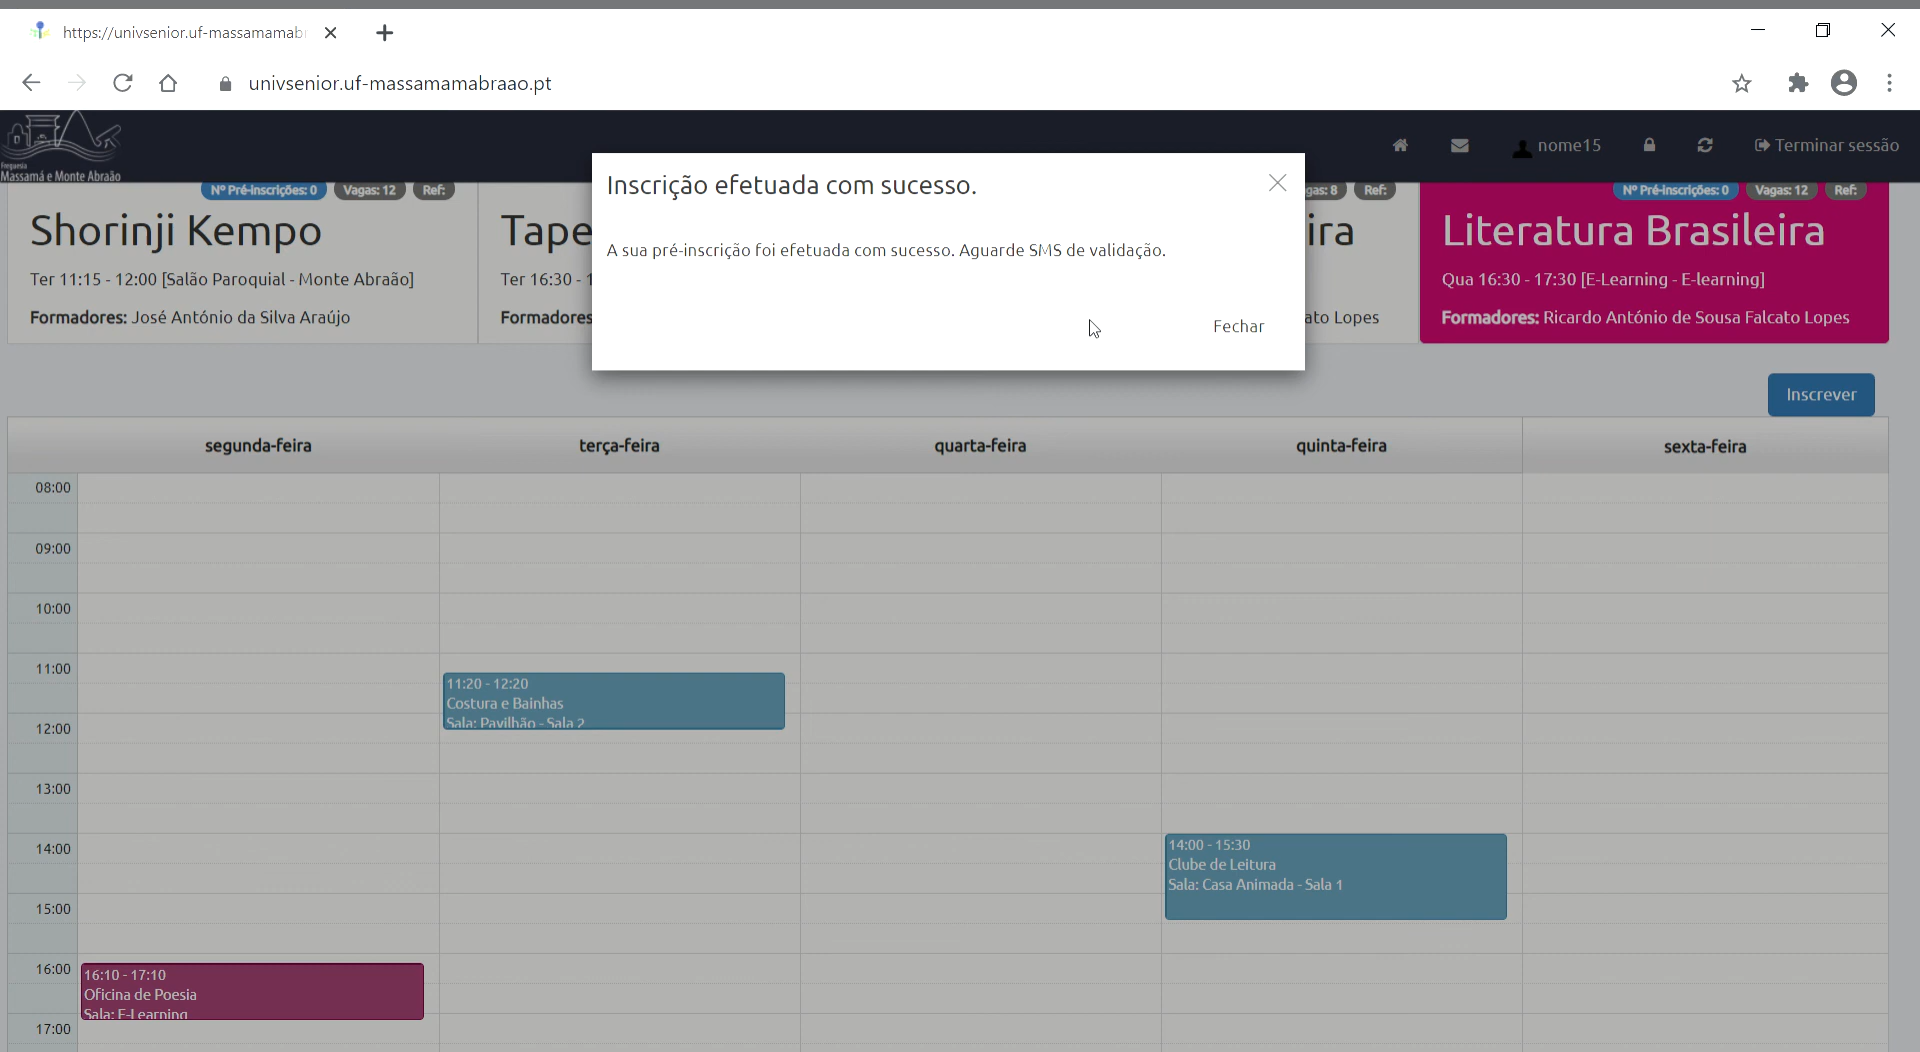 https://univsenior.uf-massamamab
univsenior.uf-massamamabraao.pt
Freguesia
Massamá e Monte Abraão
nome15
Terminar sessão
Inscrição efetuada com sucesso.
A sua pré-inscrição foi efetuada com sucesso. Aguarde SMS de validação.
Fechar
Nº Pré-Inscrições: 0 Vagas: 12 Ref:
Shorinji Kempo
Ter 11:15 - 12:00 [Salão Paroquial - Monte Abraão]
Formadores: José António da Silva Araújo
Tape
Ter 16:30 - 1
Formadores
gas: 8 Ref:
ira
ato Lopes
Nº Pré-Inscrições: 0 Vagas: 12 Ref:
Literatura Brasileira
Qua 16:30 - 17:30 [E-Learning - E-learning]
Formadores: Ricardo António de Sousa Falcato Lopes
Inscrever
segunda-feira terça-feira quarta-feira quinta-feira sexta-feira
08:00
09:00
10:00
11:00
11:20 - 12:20
Costura e Bainhas
Sala: Pavilhão - Sala 2
12:00
13:00
14:00
14:00 - 15:30
Clube de Leitura
Sala: Casa Animada - Sala 1
15:00
16:00
16:10 - 17:10
Oficina de Poesia
Sala: E-Learning
17:00